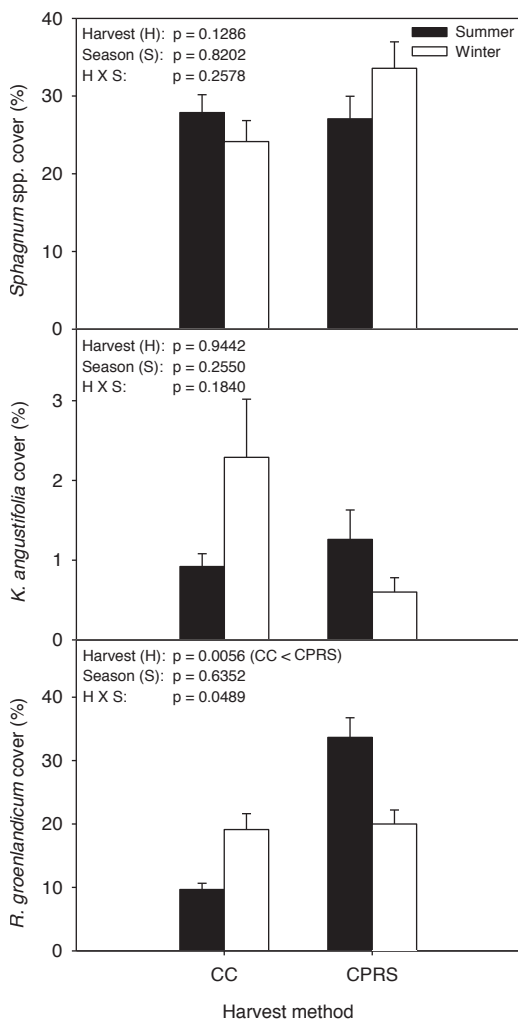 40
30
20
10
0
Sphagnum spp. cover (%)
Harvest (H): p = 0.1286
Season (S): p = 0.8202
H X S: p = 0.2578
Summer
Winter
3
2
1
0
K. angustifolia cover (%)
Harvest (H): p = 0.9442
Season (S): p = 0.2550
H X S: p = 0.1840
40
30
20
10
0
R. groenlandicum cover (%)
Harvest (H): p = 0.0056 (CC < CPRS)
Season (S): p = 0.6352
H X S: p = 0.0489
CC CPRS
Harvest method